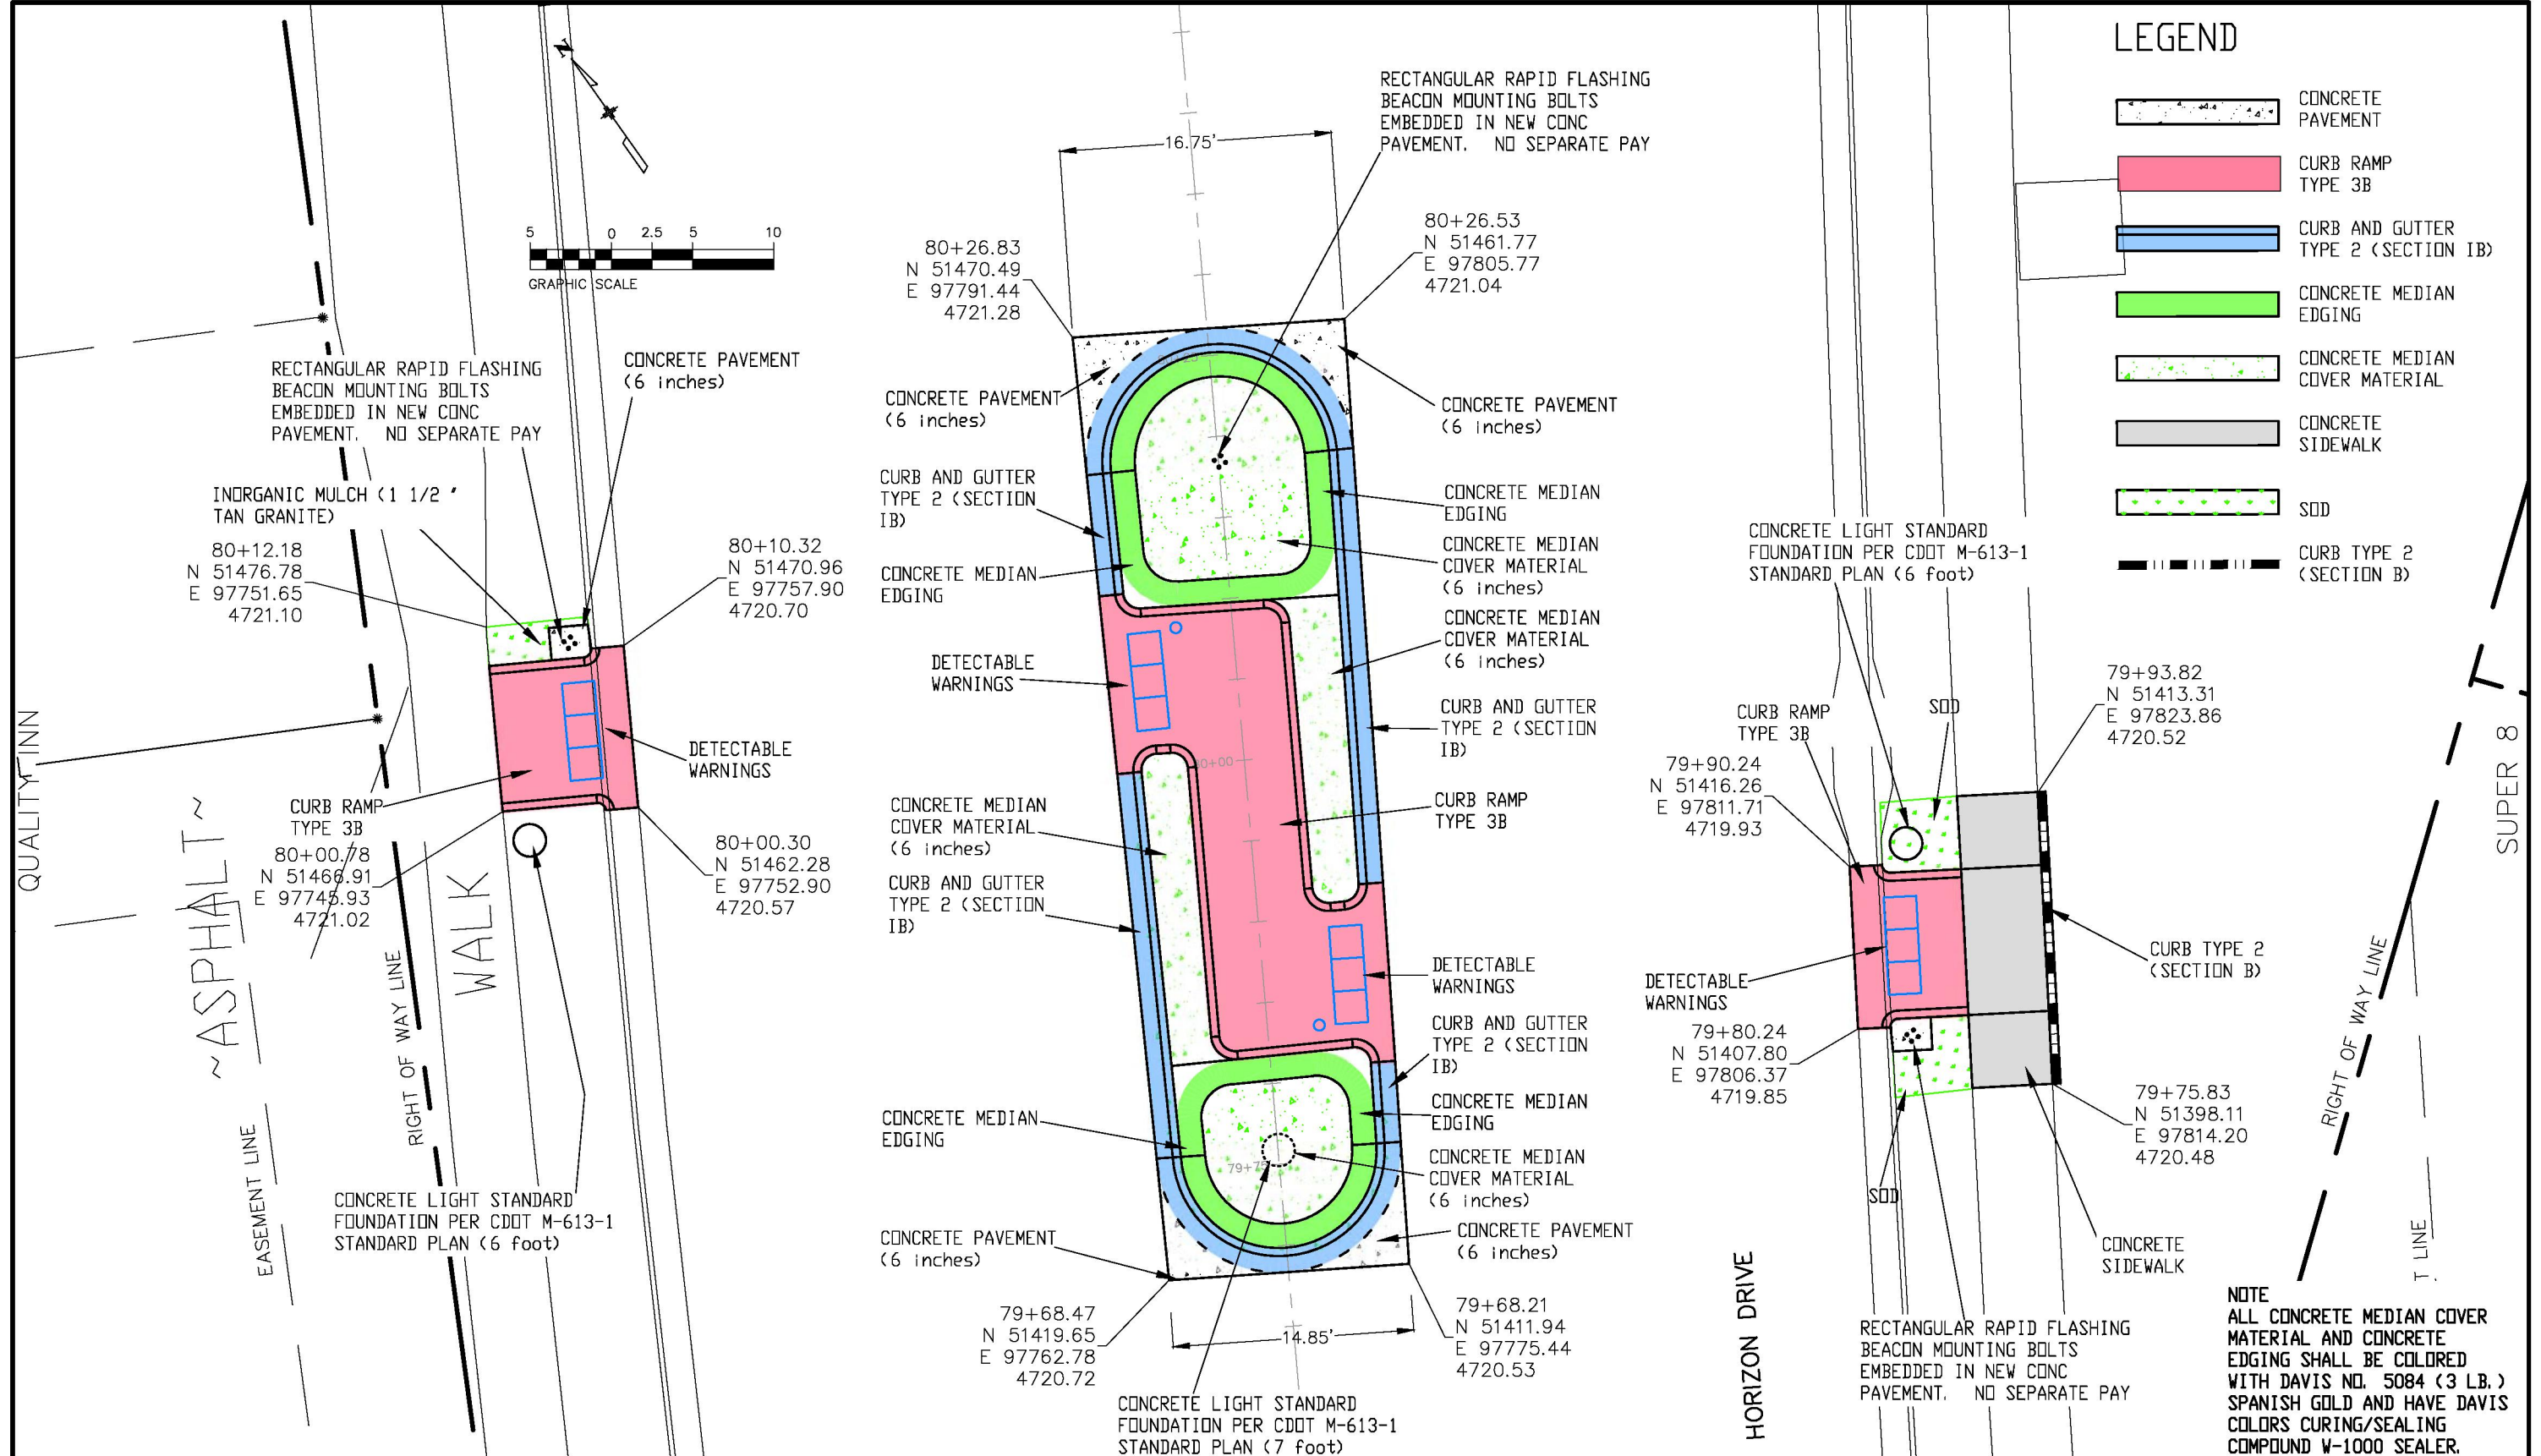 LEGEND
CONCRETE
PAVEMENT
CURB RAMP
TYPE 3B
CURB AND GUTTER
TYPE 2 (SECTION IB)
CONCRETE MEDIAN
EDGING
CONCRETE MEDIAN
COVER MATERIAL
CONCRETE
SIDEWALK
SOD
CURB TYPE 2
(SECTION B)
N
5 0 2.5 5 10
GRAPHIC SCALE
RECTANGULAR RAPID FLASHING
BEACON MOUNTING BOLTS
EMBEDDED IN NEW CONC
PAVEMENT. NO SEPARATE PAY
CONCRETE PAVEMENT
(6 inches)
INORGANIC MULCH (1 1/2 "
TAN GRANITE)
80+12.18
N 51476.78
E 97751.65
4721.10
80+10.32
N 51470.96
E 97757.90
4720.70
DETECTABLE
WARNINGS
CURB RAMP
TYPE 3B
80+00.78
N 51466.91
E 97745.93
4721.02
80+00.30
N 51462.28
E 97752.90
4720.57
QUALITY INN
~ASPHALT~
WALK
EASEMENT LINE
RIGHT OF WAY LINE
CONCRETE LIGHT STANDARD
FOUNDATION PER CDOT M-613-1
STANDARD PLAN (6 foot)
16.75'
RECTANGULAR RAPID FLASHING
BEACON MOUNTING BOLTS
EMBEDDED IN NEW CONC
PAVEMENT. NO SEPARATE PAY
80+26.83
N 51470.49
E 97791.44
4721.28
80+26.53
N 51461.77
E 97805.77
4721.04
CONCRETE PAVEMENT
(6 inches)
CONCRETE PAVEMENT
(6 inches)
CURB AND GUTTER
TYPE 2 (SECTION
IB)
CONCRETE MEDIAN
EDGING
CONCRETE MEDIAN
EDGING
CONCRETE MEDIAN
COVER MATERIAL
(6 inches)
CONCRETE MEDIAN
COVER MATERIAL
(6 inches)
DETECTABLE
WARNINGS
CURB AND GUTTER
TYPE 2 (SECTION
IB)
CURB RAMP
TYPE 3B
CONCRETE MEDIAN
COVER MATERIAL
(6 inches)
CURB AND GUTTER
TYPE 2 (SECTION
IB)
DETECTABLE
WARNINGS
CURB AND GUTTER
TYPE 2 (SECTION
IB)
CONCRETE MEDIAN
EDGING
CONCRETE MEDIAN
EDGING
79+75
CONCRETE MEDIAN
COVER MATERIAL
(6 inches)
CONCRETE PAVEMENT
(6 inches)
CONCRETE PAVEMENT
(6 inches)
79+68.47
N 51419.65
E 97762.78
4720.72
79+68.21
N 51411.94
E 97775.44
4720.53
14.85'
CONCRETE LIGHT STANDARD
FOUNDATION PER CDOT M-613-1
STANDARD PLAN (7 foot)
CONCRETE LIGHT STANDARD
FOUNDATION PER CDOT M-613-1
STANDARD PLAN (6 foot)
CURB RAMP
TYPE 3B
SOD
79+93.82
N 51413.31
E 97823.86
4720.52
79+90.24
N 51416.26
E 97811.71
4719.93
DETECTABLE
WARNINGS
CURB TYPE 2
(SECTION B)
79+80.24
N 51407.80
E 97806.37
4719.85
79+75.83
N 51398.11
E 97814.20
4720.48
SOD
CONCRETE
SIDEWALK
RECTANGULAR RAPID FLASHING
BEACON MOUNTING BOLTS
EMBEDDED IN NEW CONC
PAVEMENT. NO SEPARATE PAY
HORIZON DRIVE
SUPER 8
RIGHT OF WAY LINE
T LINE
NOTE
ALL CONCRETE MEDIAN COVER
MATERIAL AND CONCRETE
EDGING SHALL BE COLORED
WITH DAVIS NO. 5084 (3 LB.)
SPANISH GOLD AND HAVE DAVIS
COLORS CURING/SEALING
COMPOUND W-1000 SEALER.